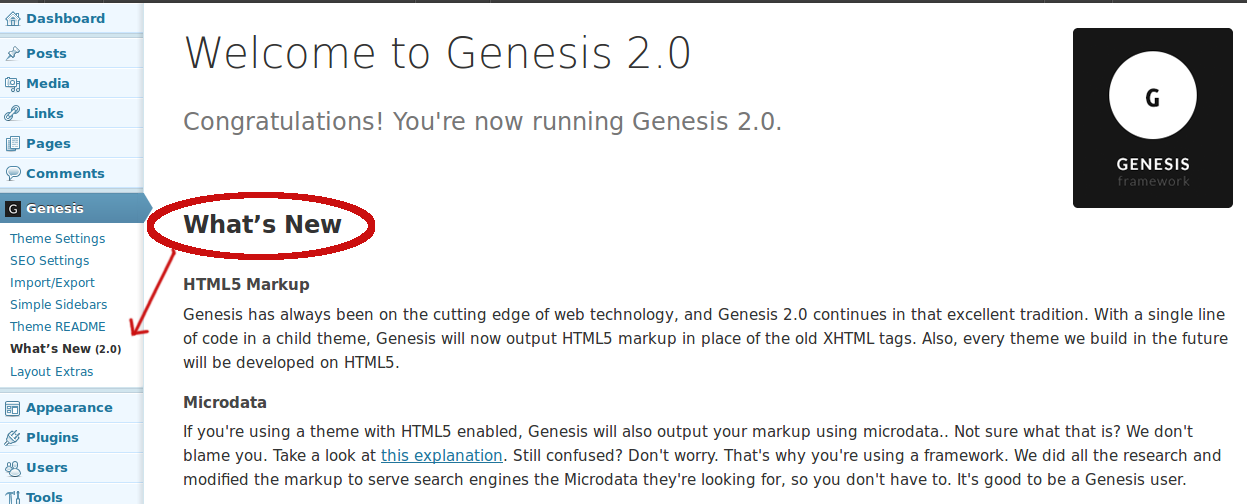 Dashboard
Posts
Media
Links
Pages
Comments
G Genesis
Theme Settings
SEO Settings
Import/Export
Simple Sidebars
Theme README
What’s New (2.0)
Layout Extras
Appearance
Plugins
Users
Tools
Welcome to Genesis 2.0
Congratulations! You're now running Genesis 2.0.
G
GENESIS
framework
What’s New
HTML5 Markup
Genesis has always been on the cutting edge of web technology, and Genesis 2.0 continues in that excellent tradition. With a single line
of code in a child theme, Genesis will now output HTML5 markup in place of the old XHTML tags. Also, every theme we build in the future
will be developed on HTML5.
Microdata
If you're using a theme with HTML5 enabled, Genesis will also output your markup using microdata.. Not sure what that is? We don't
blame you. Take a look at this explanation. Still confused? Don't worry. That's why you're using a framework. We did all the research and
modified the markup to serve search engines the Microdata they're looking for, so you don't have to. It's good to be a Genesis user.